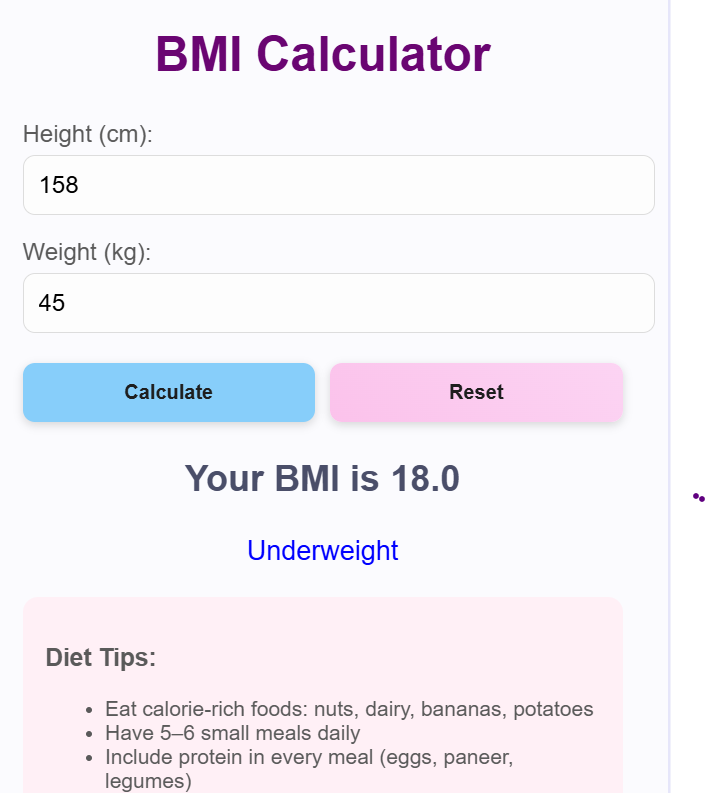 BMI Calculator
Height (cm):
158
Weight (kg):
45
Calculate Reset
Your BMI is 18.0
Underweight
Diet Tips:
• Eat calorie-rich foods: nuts, dairy, bananas, potatoes
• Have 5–6 small meals daily
• Include protein in every meal (eggs, paneer,
legumes)